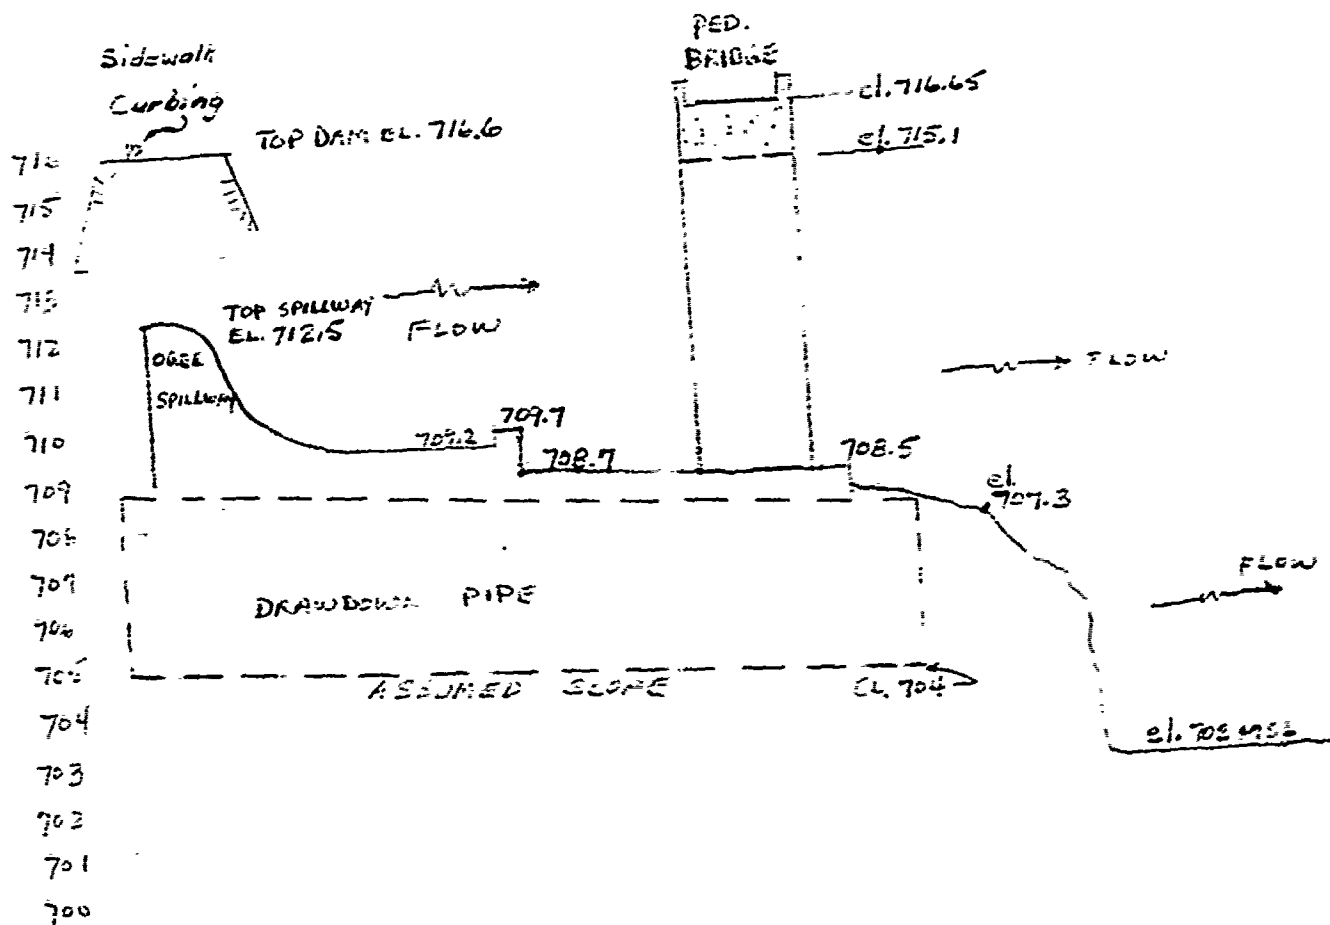 Sidewalk
Curbing
TOP DAM EL. 716.6
PED.
BRIDGE
el. 716.65
el. 715.1
716
715
714
713
712
711
710
709
708
707
706
705
704
703
702
701
700
TOP SPILLWAY
EL. 712.5
FLOW
OGEE
SPILLWAY
709.2
709.7
708.7
708.5
FLOW
el.
707.3
FLOW
DRAWDOWN PIPE
ASSUMED SLOPE
EL. 704
el. MSL